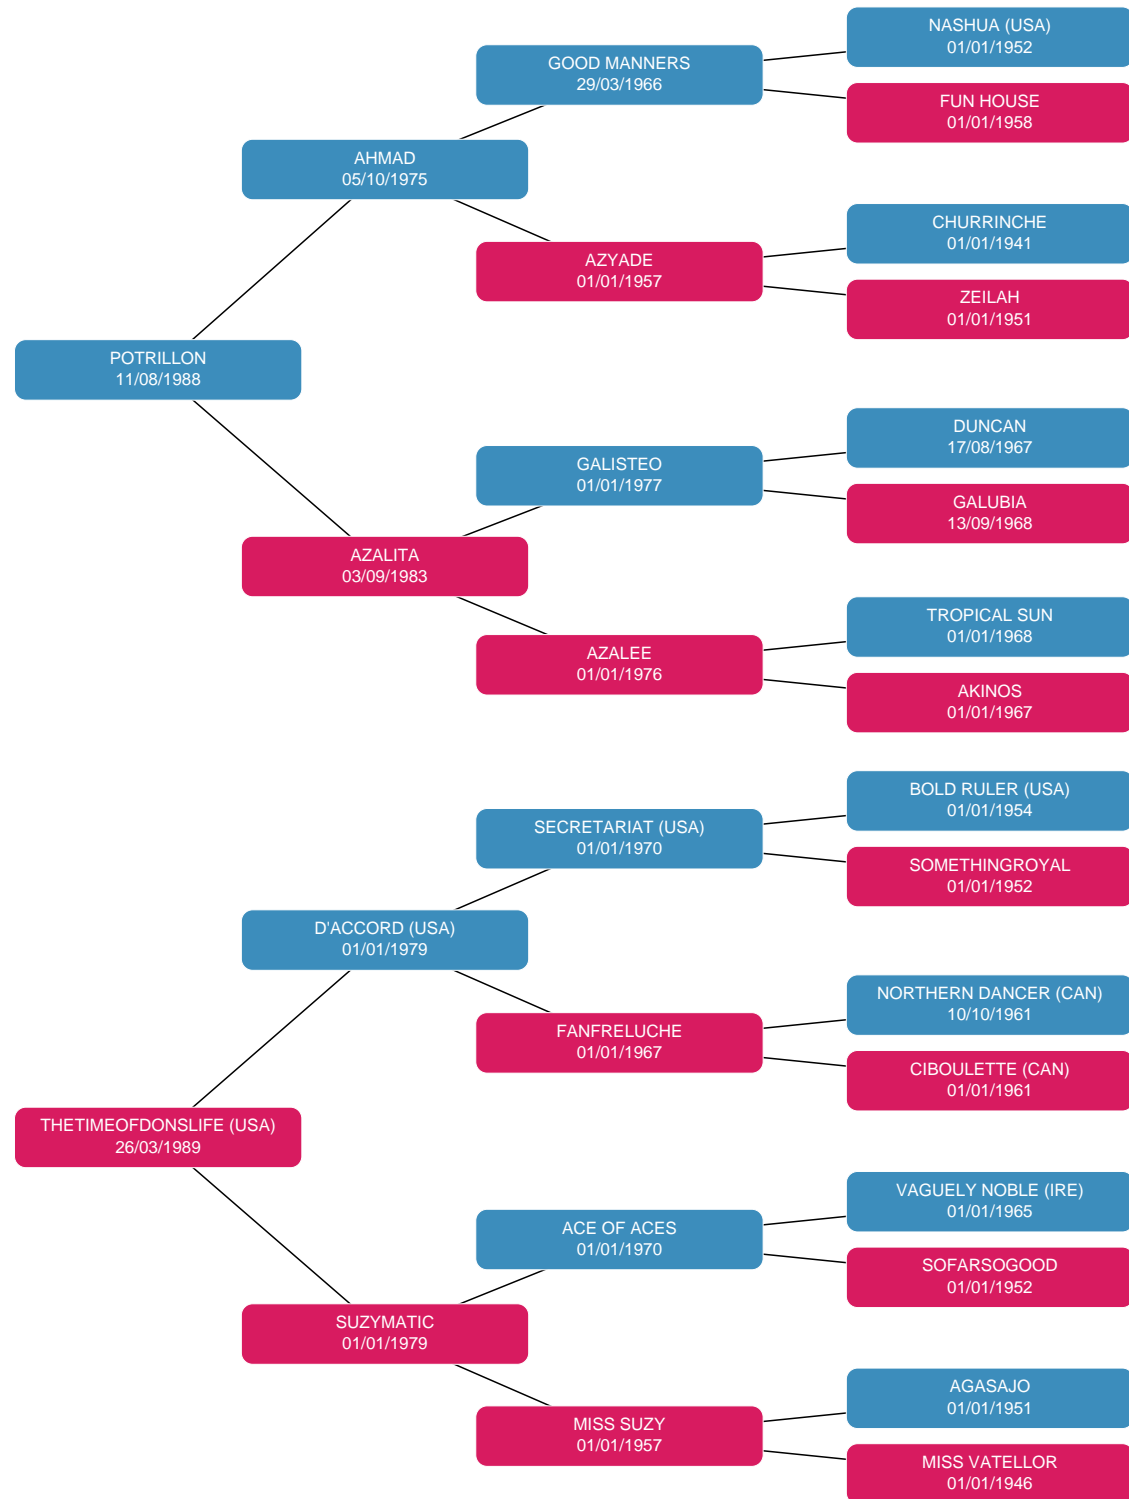 NASHUA (USA)
01/01/1952
GOOD MANNERS
29/03/1966
FUN HOUSE
01/01/1958
AHMAD
05/10/1975
CHURRINCHE
01/01/1941
AZYADE
01/01/1957
ZEILAH
01/01/1951
POTRILLON
11/08/1988
DUNCAN
17/08/1967
GALISTEO
01/01/1977
GALUBIA
13/09/1968
AZALITA
03/09/1983
TROPICAL SUN
01/01/1968
AZALEE
01/01/1976
AKINOS
01/01/1967
BOLD RULER (USA)
01/01/1954
SECRETARIAT (USA)
01/01/1970
SOMETHINGROYAL
01/01/1952
D'ACCORD (USA)
01/01/1979
NORTHERN DANCER (CAN)
10/10/1961
FANFRELUCHE
01/01/1967
CIBOULETTE (CAN)
01/01/1961
THETIMEOFDONSLIFE (USA)
26/03/1989
VAGUELY NOBLE (IRE)
01/01/1965
ACE OF ACES
01/01/1970
SOFARSOGOOD
01/01/1952
SUZYMATIC
01/01/1979
AGASAJO
01/01/1951
MISS SUZY
01/01/1957
MISS VATELLOR
01/01/1946